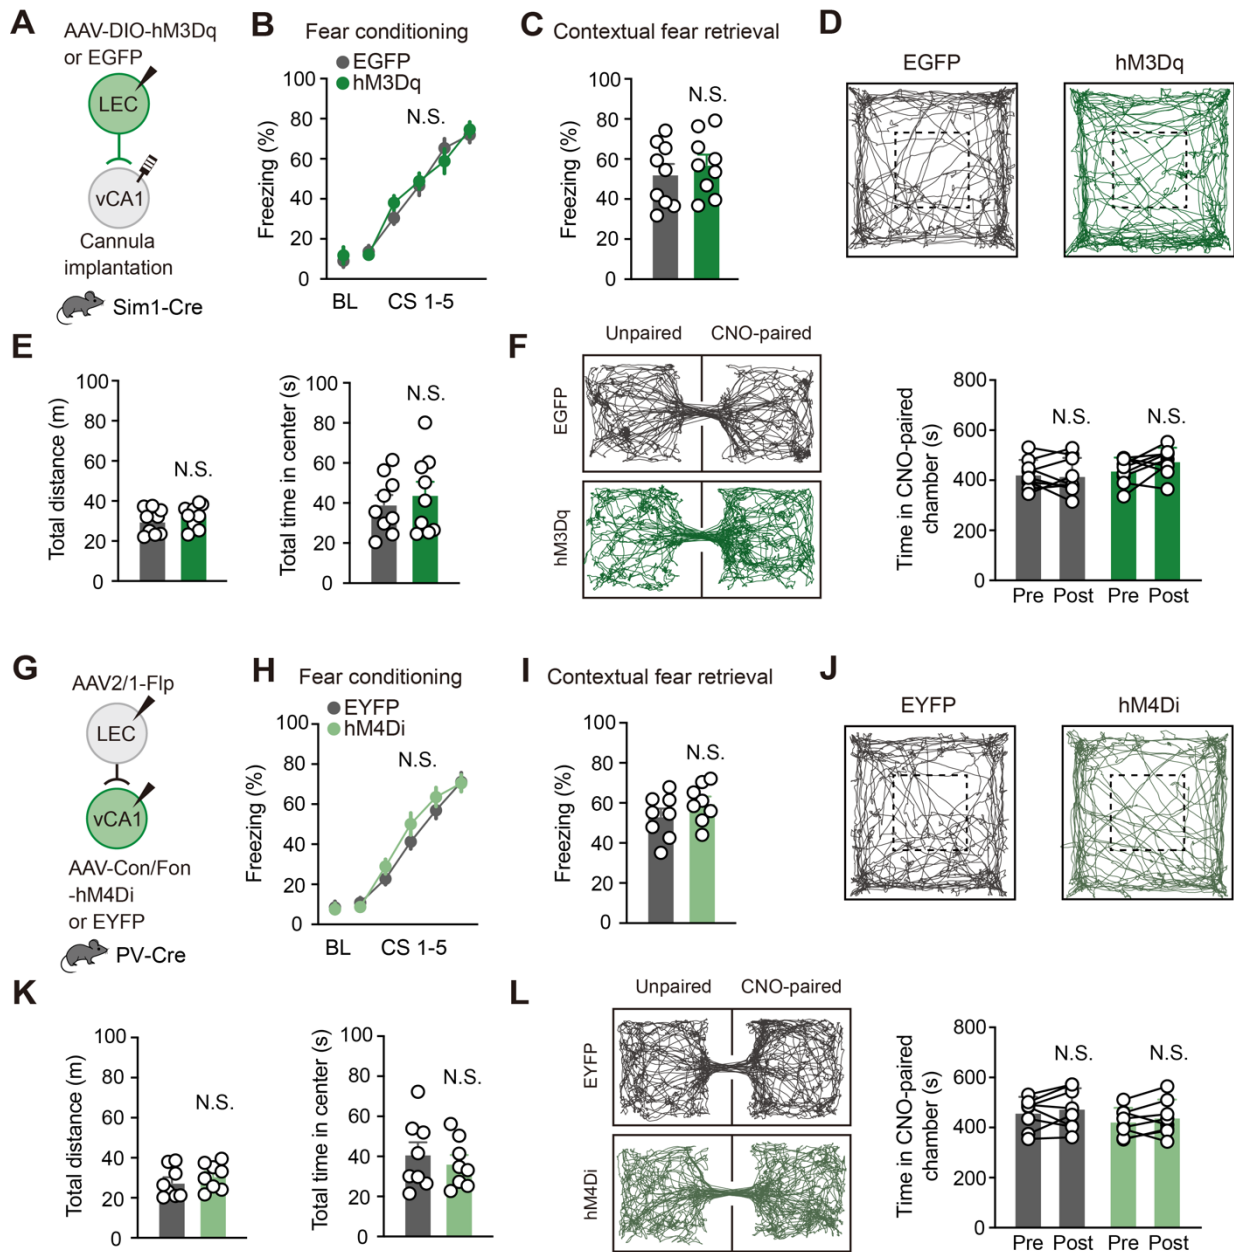 A
AAV-DIO-hM3Dq
or EGFP
LEC
vCA1
Cannula
implantation
Sim1-Cre
B
Fear conditioning
EGFP
hM3Dq
N.S.
Freezing (%)
100
80
60
40
20
0
BL
CS 1-5
C
Contextual fear retrieval
N.S.
Freezing (%)
100
80
60
40
20
0
D
EGFP
hM3Dq
E
Total distance (m)
100
80
60
40
20
0
N.S.
Total time in center (s)
100
80
60
40
20
0
N.S.
F
Unpaired
CNO-paired
EGFP
hM3Dq
Time in CNO-paired
chamber (s)
800
600
400
200
0
N.S.
N.S.
Pre
Post
Pre
Post
G
AAV2/1-Flp
LEC
vCA1
AAV-Con/Fon
-hM4Di
or EYFP
PV-Cre
H
Fear conditioning
EYFP
hM4Di
N.S.
Freezing (%)
100
80
60
40
20
0
BL
CS 1-5
I
Contextual fear retrieval
N.S.
Freezing (%)
100
80
60
40
20
0
J
EYFP
hM4Di
K
Total distance (m)
100
80
60
40
20
0
N.S.
Total time in center (s)
100
80
60
40
20
0
N.S.
L
Unpaired
CNO-paired
EYFP
hM4Di
Time in CNO-paired
chamber (s)
800
600
400
200
0
N.S.
N.S.
Pre
Post
Pre
Post